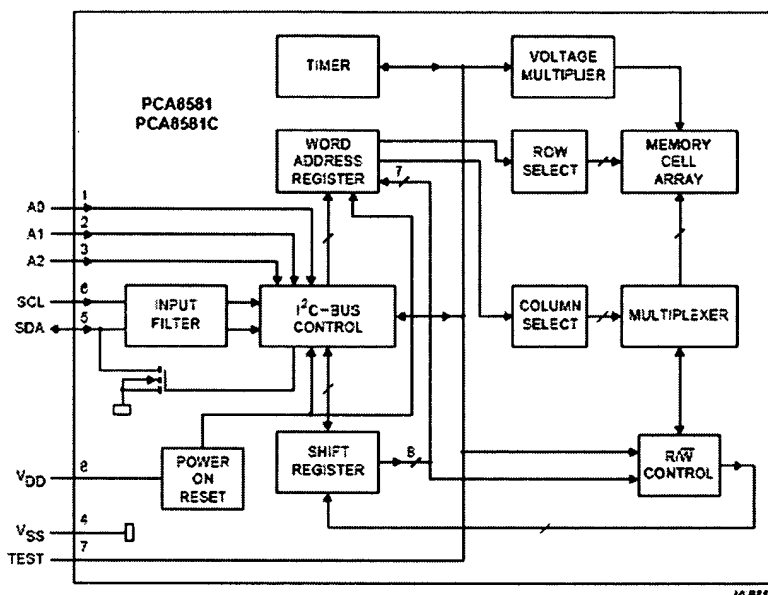 TIMER
VOLTAGE
MULTIPLIER
PCA8581
PCA8581C
WORD
ADDRESS
REGISTER
7
ROW
SELECT
MEMORY
CELL
ARRAY
A0 1
A1 2
A2 3
SCL 6
SDA 5
INPUT
FILTER
I²C-BUS
CONTROL
COLUMN
SELECT
MULTIPLEXER
VDD 8
POWER
ON
RESET
SHIFT
REGISTER
8
R/W̅
CONTROL
VSS 4
TEST 7